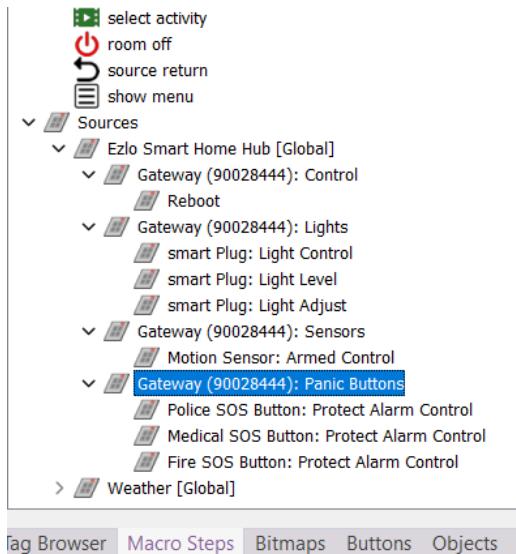 select activity
room off
source return
show menu
Sources
Ezlo Smart Home Hub [Global]
Gateway (90028444): Control
Reboot
Gateway (90028444): Lights
smart Plug: Light Control
smart Plug: Light Level
smart Plug: Light Adjust
Gateway (90028444): Sensors
Motion Sensor: Armed Control
Gateway (90028444): Panic Buttons
Police SOS Button: Protect Alarm Control
Medical SOS Button: Protect Alarm Control
Fire SOS Button: Protect Alarm Control
Weather [Global]
Tag Browser Macro Steps Bitmaps Buttons Objects